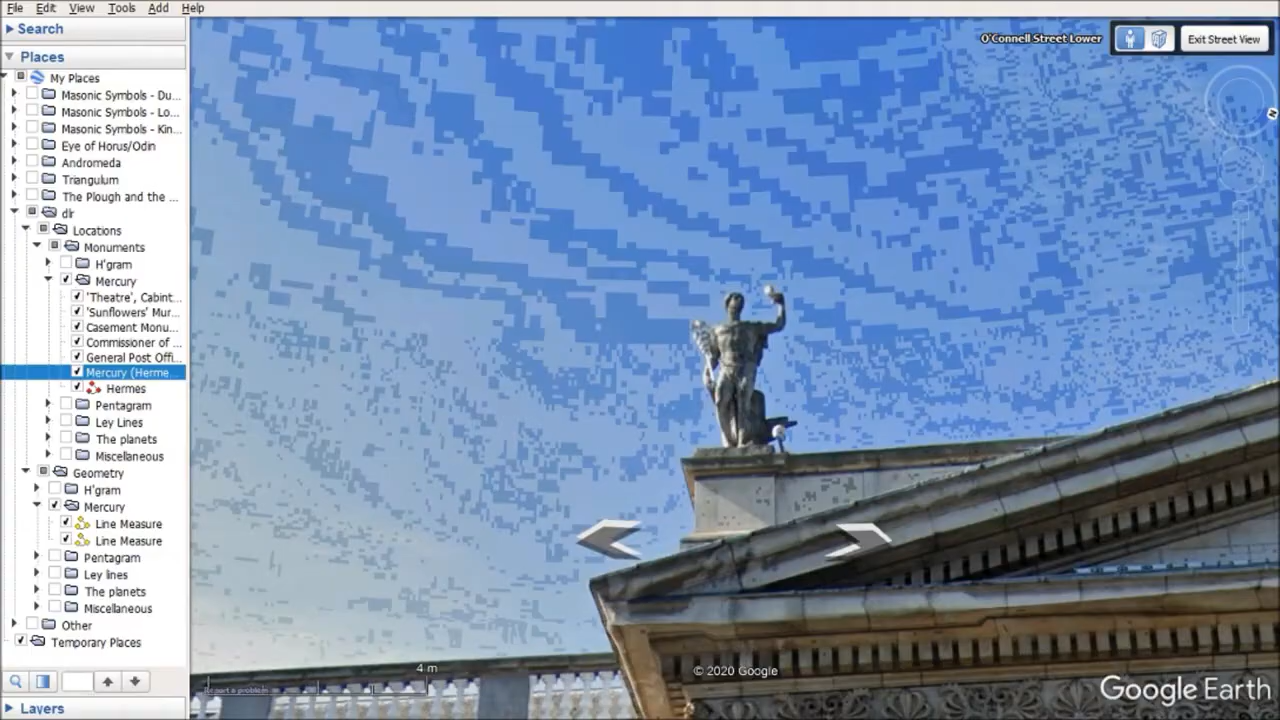 File Edit View Tools Add Help
Search
Places
My Places
Masonic Symbols - Du...
Masonic Symbols - Lo...
Masonic Symbols - Kin...
Eye of Horus/Odin
Andromeda
Triangulum
The Plough and the ...
dlr
Locations
Monuments
H'gram
Mercury
'Theatre', Cabint...
'Sunflowers' Mur...
Casement Monu...
Commissioner of ...
General Post Offi...
Mercury (Herme...
Hermes
Pentagram
Ley Lines
The planets
Miscellaneous
Geometry
H'gram
Mercury
Line Measure
Line Measure
Pentagram
Ley lines
The planets
Miscellaneous
Other
Temporary Places
Layers
O'Connell Street Lower
Exit Street View
N
4 m
Report a problem
© 2020 Google
Google Earth